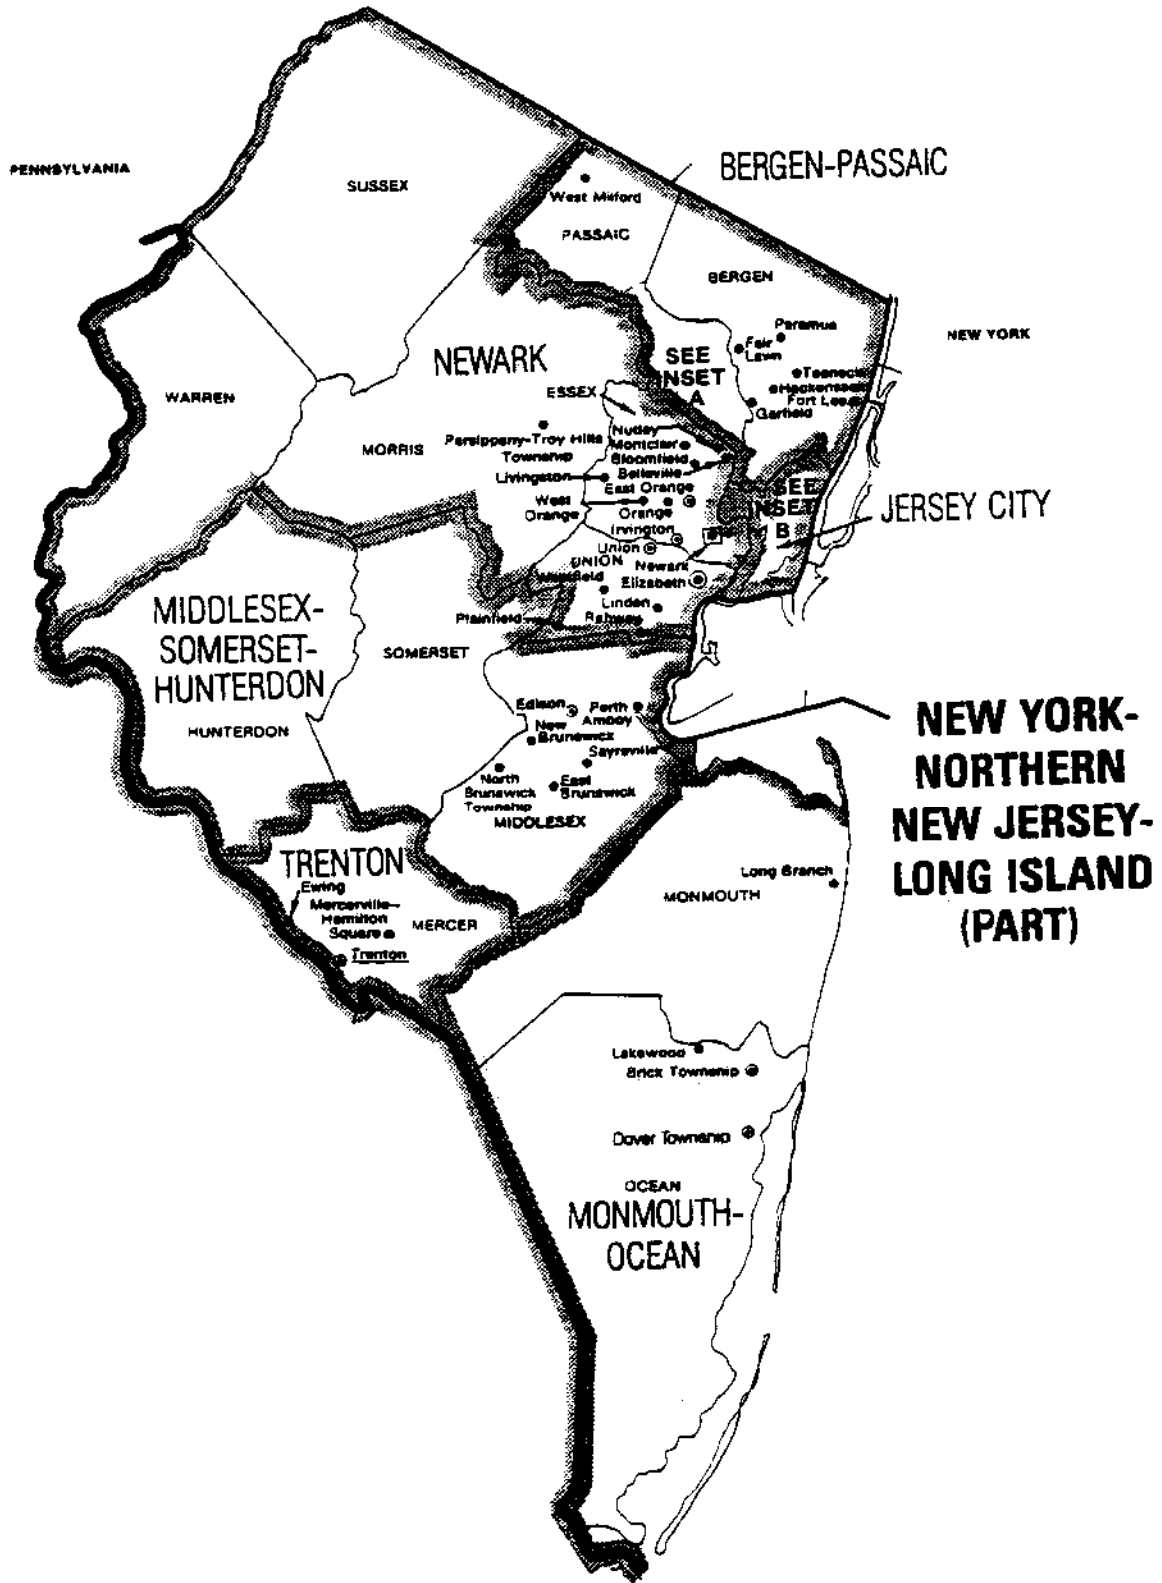 PENNSYLVANIA
SUSSEX
West Milford
PASSAIC
BERGEN-PASSAIC
BERGEN
NEW YORK
Paramus
Fair
Lawn
Teaneck
Hackensack
Fort Lee
Garfield
SEE
INSET
A
NEWARK
ESSEX
WARREN
MORRIS
Parsippany-Troy Hills
Township
Nutley
Montclair
Bloomfield
Belleville
Livingston
East Orange
West
Orange
Orange
Irvington
Union
UNION
Newark
Westfield
Elizabeth
Linden
Rahway
Plainfield
SEE
INSET
B
JERSEY CITY
MIDDLESEX-
SOMERSET-
HUNTERDON
SOMERSET
HUNTERDON
Edison
Perth
Amboy
New
Brunswick
Sayreville
North
Brunswick
Township
East
Brunswick
MIDDLESEX
NEW YORK-
NORTHERN
NEW JERSEY-
LONG ISLAND
(PART)
TRENTON
Ewing
Mercerville-
Hamilton
Square
MERCER
Trenton
Long Branch
MONMOUTH
Lakewood
Brick Township
Dover Township
OCEAN
MONMOUTH-
OCEAN